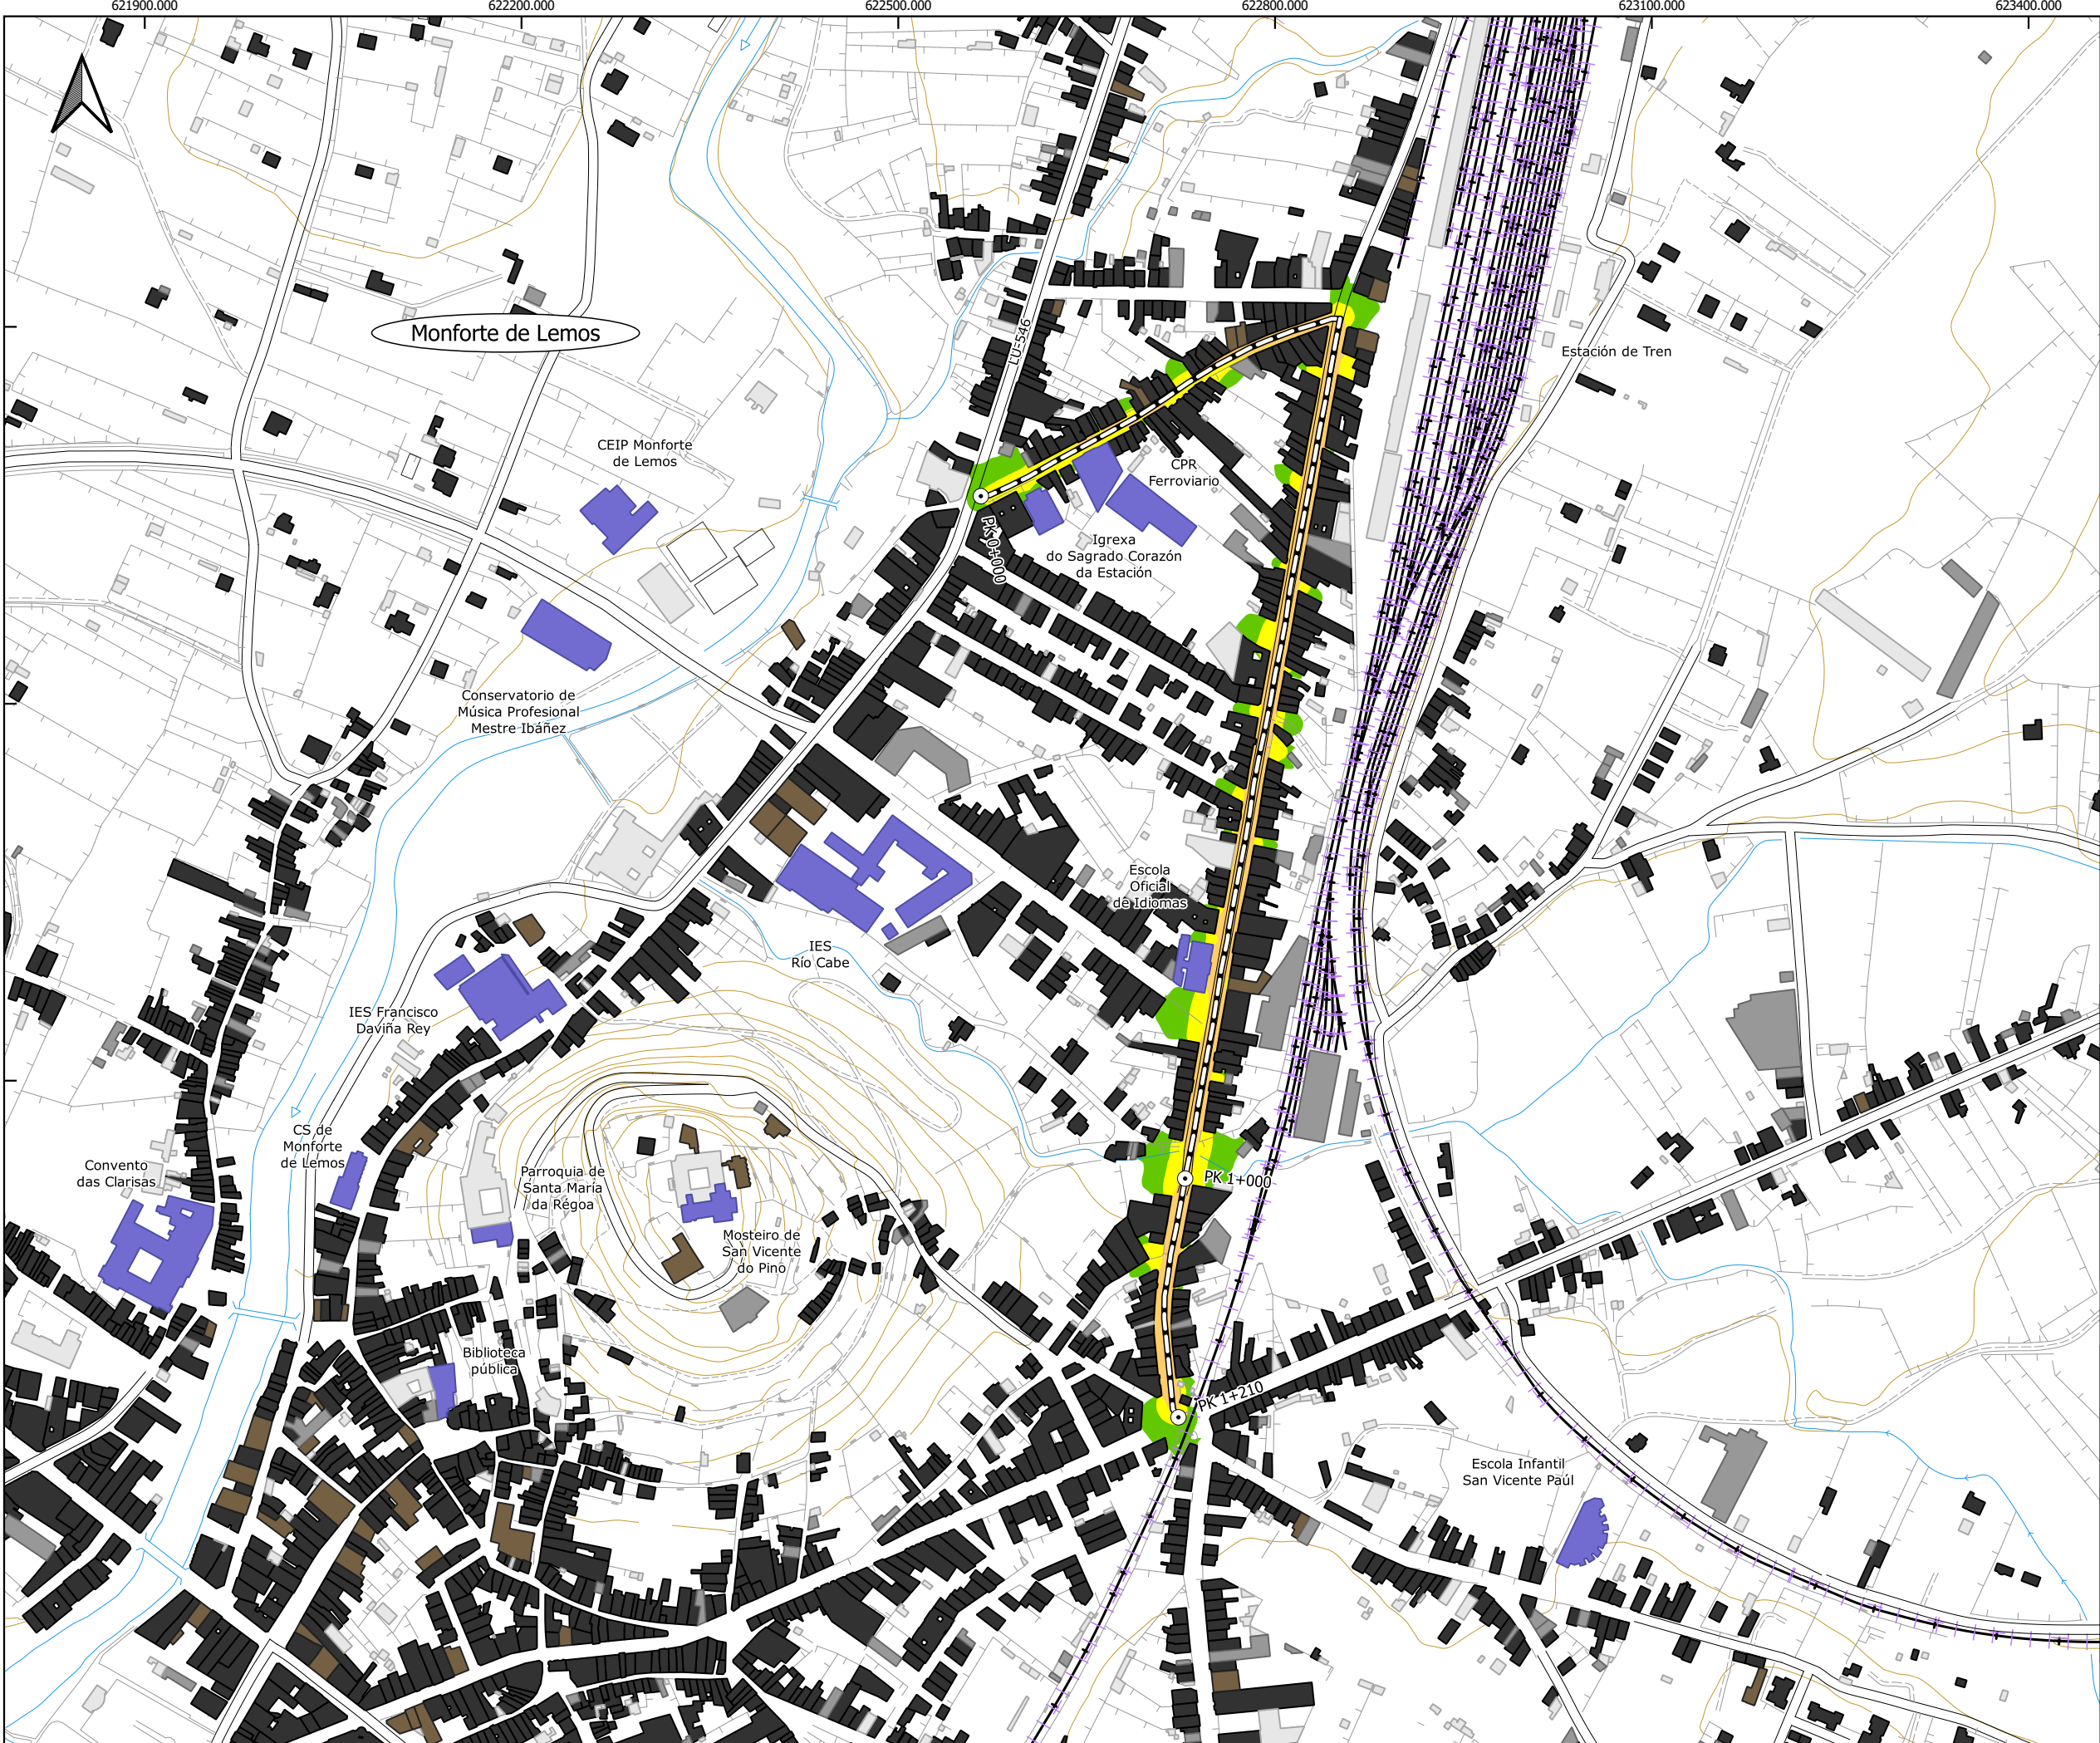 621900.000
622200.000
622500.000
622800.000
623100.000
623400.000
Monforte de Lemos
LU-546
Estación de Tren
CEIP Monforte
de Lemos
CPR
Ferroviario
PK 0+000
Igrexa
do Sagrado Corazón
da Estación
Conservatorio de
Música Profesional
Mestre Ibáñez
Escola
Oficial
de Idiomas
IES
Río Cabe
IES Francisco
Daviña Rey
CS de
Monforte
de Lemos
Convento
das Clarisas
Parroquia de
Santa María
da Régoa
PK 1+000
Mosteiro de
San Vicente
do Pino
Biblioteca
pública
PK 1+210
Escola Infantil
San Vicente Paúl